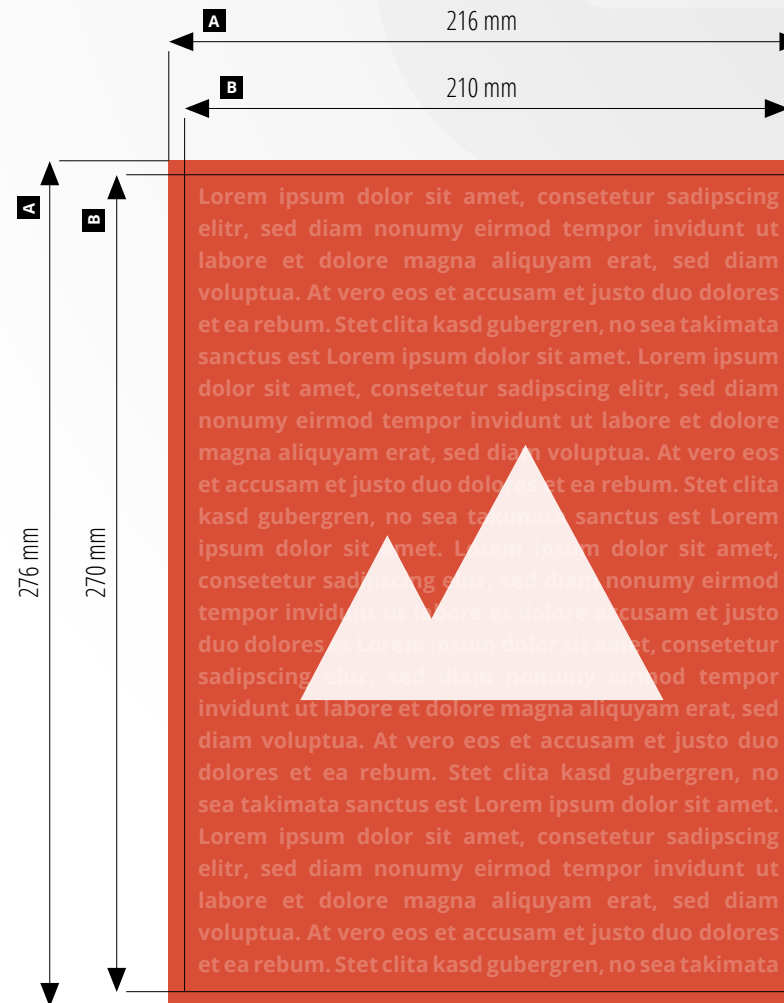 A
216 mm
B
210 mm
A
B
276 mm
270 mm
Lorem ipsum dolor sit amet, consetetur sadipscing
elitr, sed diam nonumy eirmod tempor invidunt ut
labore et dolore magna aliquyam erat, sed diam
voluptua. At vero eos et accusam et justo duo dolores
et ea rebum. Stet clita kasd gubergren, no sea takimata
sanctus est Lorem ipsum dolor sit amet. Lorem ipsum
dolor sit amet, consetetur sadipscing elitr, sed diam
nonumy eirmod tempor invidunt ut labore et dolore
magna aliquyam erat, sed diam voluptua. At vero eos
et accusam et justo duo dolores et ea rebum. Stet clita
kasd gubergren, no sea takimata sanctus est Lorem
ipsum dolor sit amet. Lorem ipsum dolor sit amet,
consetetur sadipscing elitr, sed diam nonumy eirmod
tempor invidunt ut labore et dolore accusam et justo
duo dolores et Lorem ipsum dolor sit amet, consetetur
sadipscing elitr, sed diam nonumy eirmod tempor
invidunt ut labore et dolore magna aliquyam erat, sed
diam voluptua. At vero eos et accusam et justo duo
dolores et ea rebum. Stet clita kasd gubergren, no
sea takimata sanctus est Lorem ipsum dolor sit amet.
Lorem ipsum dolor sit amet, consetetur sadipscing
elitr, sed diam nonumy eirmod tempor invidunt ut
labore et dolore magna aliquyam erat, sed diam
voluptua. At vero eos et accusam et justo duo dolores
et ea rebum. Stet clita kasd gubergren, no sea takimata